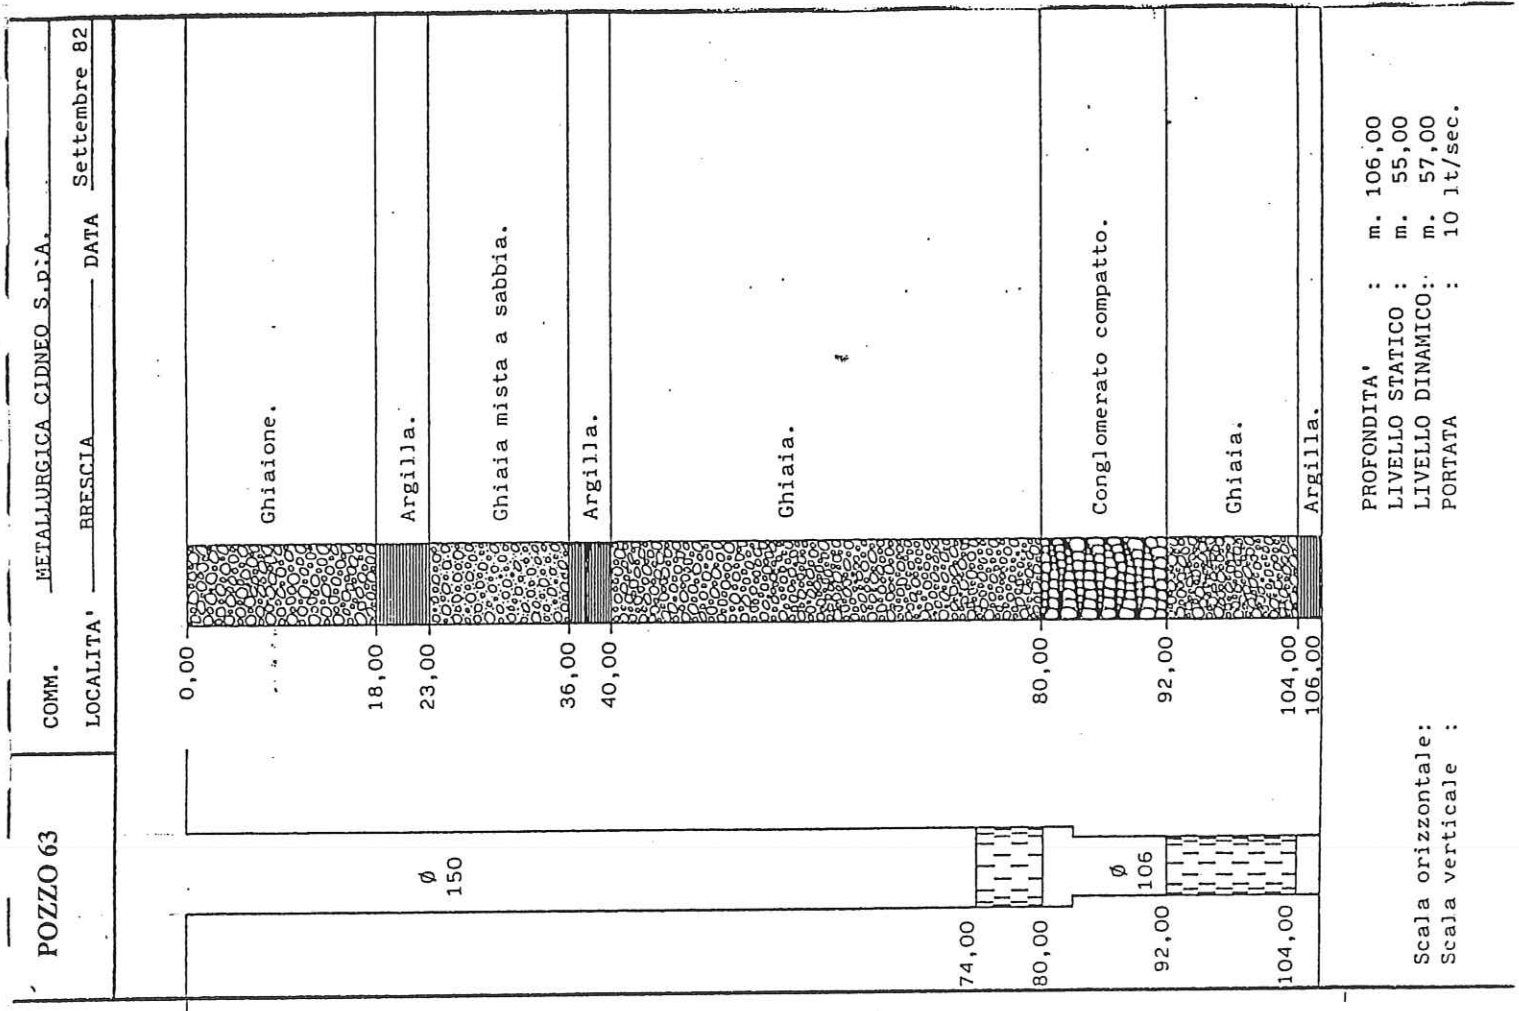 POZZO 63
COMM. METALLURGICA CIDNEO S.p.A.
LOCALITA' BRESCIA DATA Settembre 82
0,00
Ghiaione.
18,00
Argilla.
23,00
Ghiaia mista a sabbia.
36,00
Argilla.
40,00
Ghiaia.
80,00
Conglomerato compatto.
92,00
Ghiaia.
104,00
106,00
Argilla.
Ø
150
74,00
80,00
Ø
106
92,00
104,00
PROFONDITA' : m. 106,00
LIVELLO STATICO : m. 55,00
LIVELLO DINAMICO: m. 57,00
PORTATA : 10 lt/sec.
Scala orizzontale:
Scala verticale :